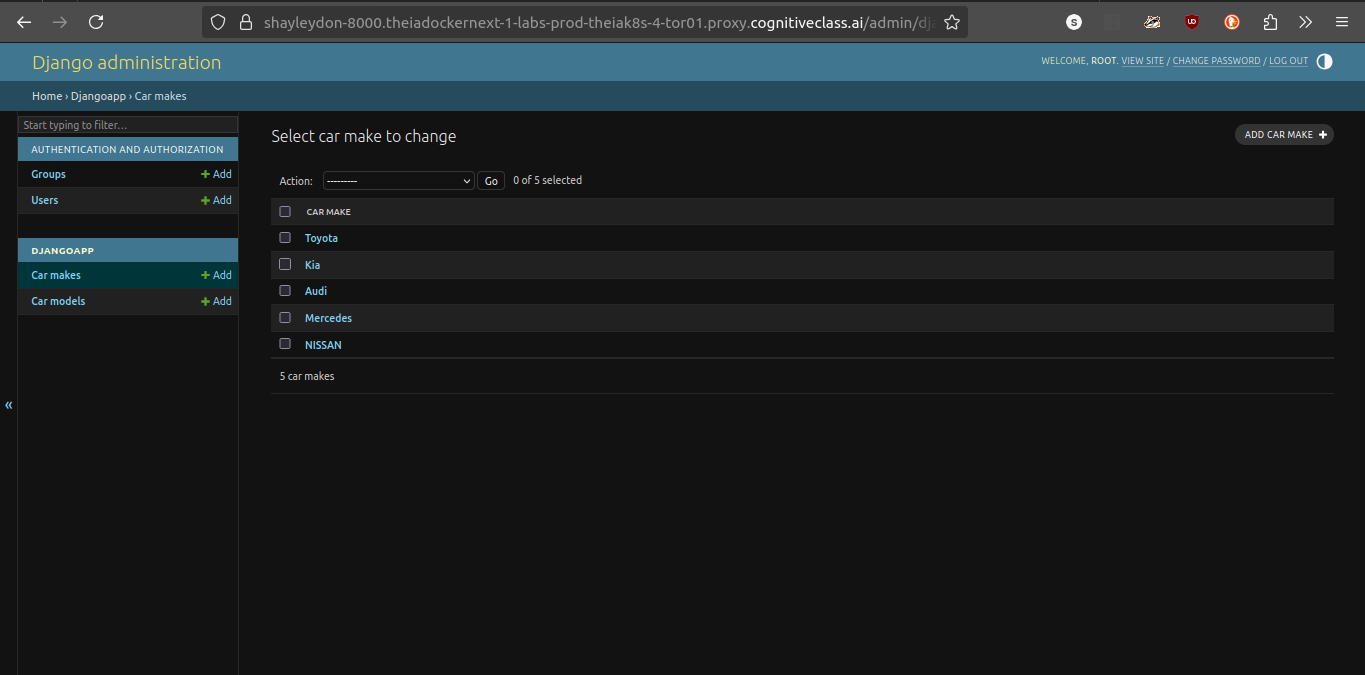 shayleydon-8000.theiadockernext-1-labs-prod-theiak8s-4-tor01.proxy.cognitiveclass.ai/admin/dj
S
Django administration
WELCOME, ROOT. VIEW SITE / CHANGE PASSWORD / LOG OUT
Home › Djangoapp › Car makes
Start typing to filter...
AUTHENTICATION AND AUTHORIZATION
Groups + Add
Users + Add
DJANGOAPP
Car makes + Add
Car models + Add
«
Select car make to change
ADD CAR MAKE +
Action: --------- Go 0 of 5 selected
CAR MAKE
Toyota
Kia
Audi
Mercedes
NISSAN
5 car makes